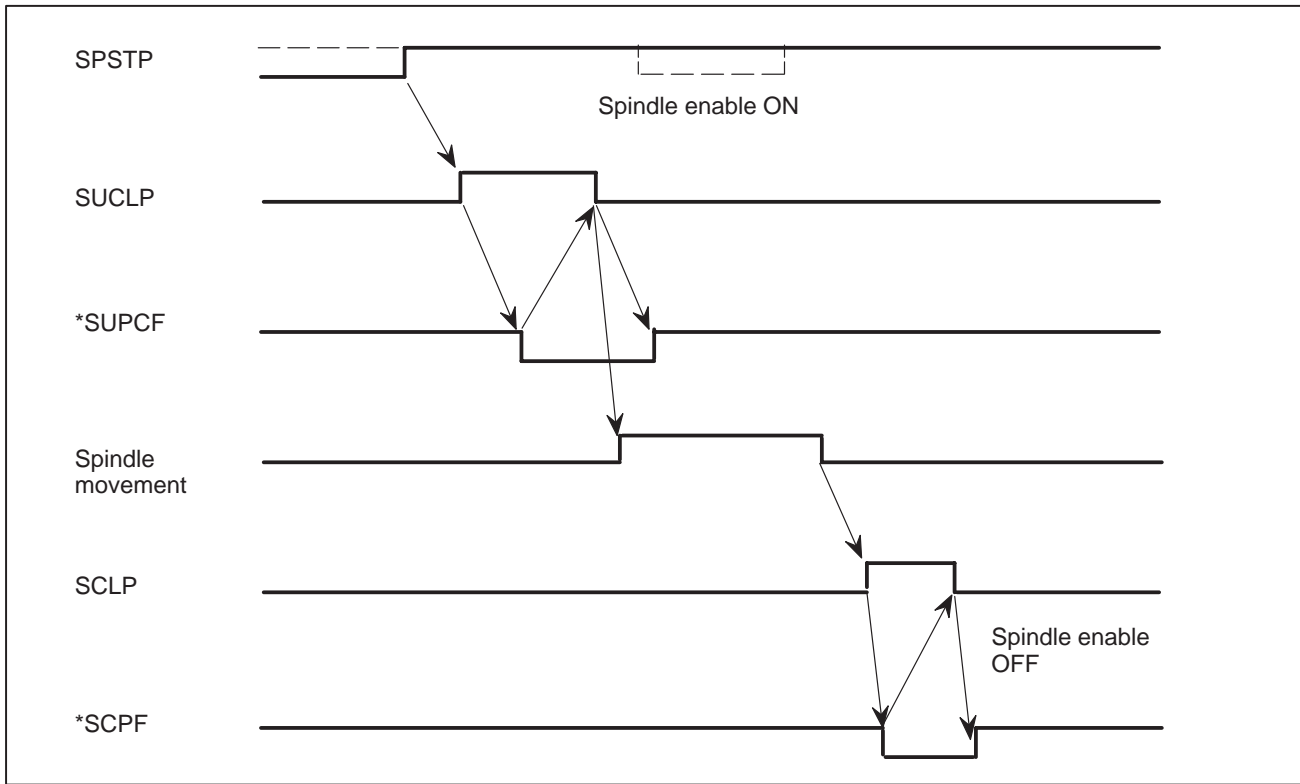 SPSTP
Spindle enable ON
SUCLP
*SUPCF
Spindle
movement
SCLP
Spindle enable
OFF
*SCPF